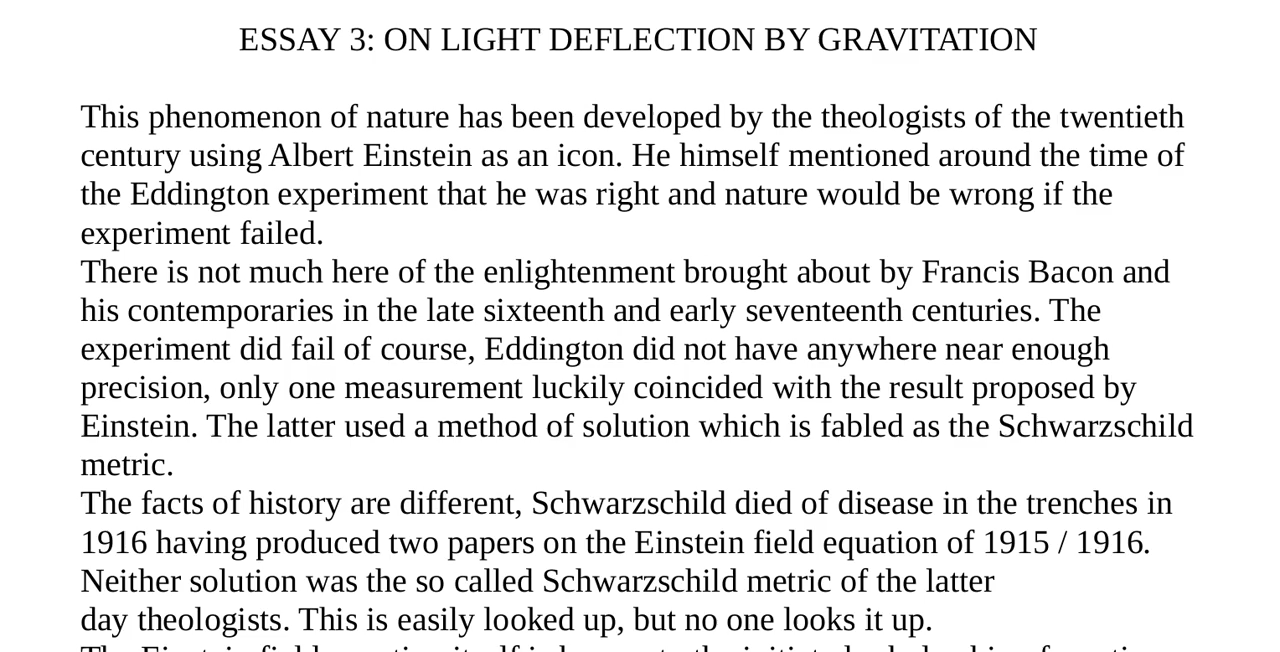 ESSAY 3: ON LIGHT DEFLECTION BY GRAVITATION
This phenomenon of nature has been developed by the theologists of the twentieth
century using Albert Einstein as an icon. He himself mentioned around the time of
the Eddington experiment that he was right and nature would be wrong if the
experiment failed.
There is not much here of the enlightenment brought about by Francis Bacon and
his contemporaries in the late sixteenth and early seventeenth centuries. The
experiment did fail of course, Eddington did not have anywhere near enough
precision, only one measurement luckily coincided with the result proposed by
Einstein. The latter used a method of solution which is fabled as the Schwarzschild
metric.
The facts of history are different, Schwarzschild died of disease in the trenches in
1916 having produced two papers on the Einstein field equation of 1915 / 1916.
Neither solution was the so called Schwarzschild metric of the latter
day theologists. This is easily looked up, but no one looks it up.